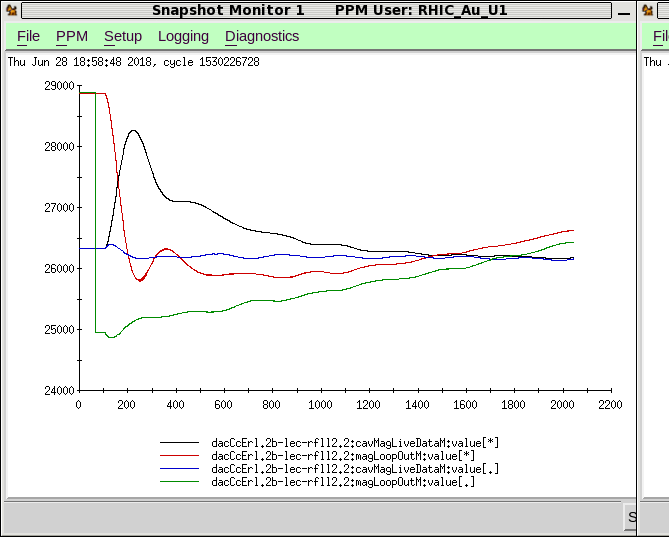 Snapshot Monitor 1 PPM User: RHIC_Au_U1
File PPM Setup Logging Diagnostics
Fil
Thu Jun 28 18:58:48 2018, cycle 1530226728
Thu J
29000
28000
27000
26000
25000
24000
0 200 400 600 800 1000 1200 1400 1600 1800 2000 2200
dacCcErl.2b-lec-rfll2.2:cavMagLiveDataM:value[*]
dacCcErl.2b-lec-rfll2.2:magLoopOutM:value[*]
dacCcErl.2b-lec-rfll2.2:cavMagLiveDataM:value[.]
dacCcErl.2b-lec-rfll2.2:magLoopOutM:value[.]
S